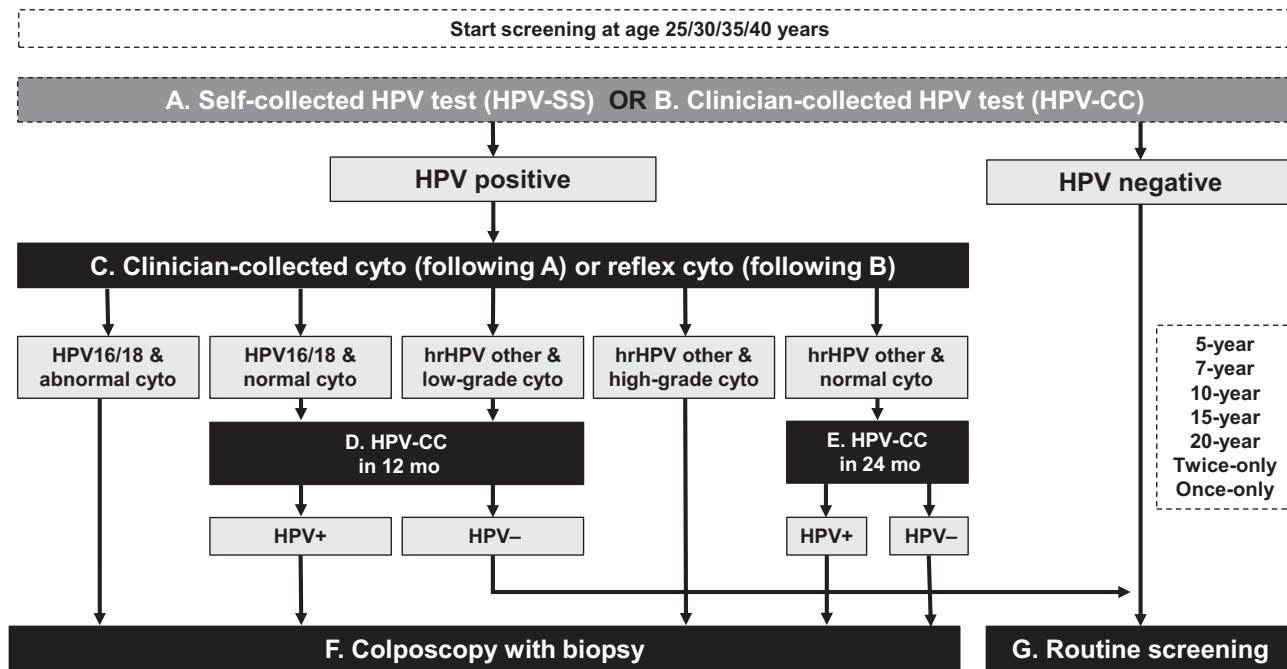 Start screening at age 25/30/35/40 years
A. Self-collected HPV test (HPV-SS) OR B. Clinician-collected HPV test (HPV-CC)
HPV positive
HPV negative
C. Clinician-collected cyto (following A) or reflex cyto (following B)
HPV16/18 &
abnormal cyto
HPV16/18 &
normal cyto
hrHPV other &
low-grade cyto
hrHPV other &
high-grade cyto
hrHPV other &
normal cyto
5-year
7-year
10-year
15-year
20-year
Twice-only
Once-only
D. HPV-CC
in 12 mo
E. HPV-CC
in 24 mo
HPV+
HPV–
HPV+
HPV–
F. Colposcopy with biopsy
G. Routine screening